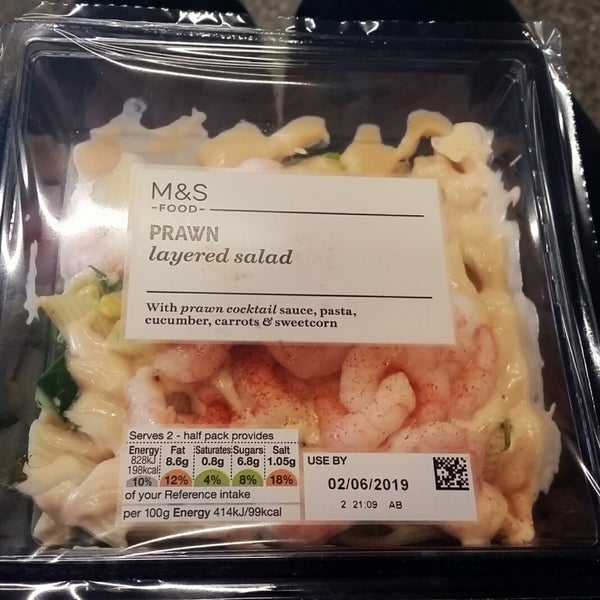 M&S
-FOOD-
PRAWN
layered salad
With prawn cocktail sauce, pasta,
cucumber, carrots & sweetcorn
Serves 2 - half pack provides
Energy Fat Saturates Sugars Salt
828kJ 8.6g 0.8g 6.8g 1.05g
198kcal
10% 12% 4% 8% 18%
of your Reference intake
per 100g Energy 414kJ/99kcal
USE BY
02/06/2019
2 21:09 AB